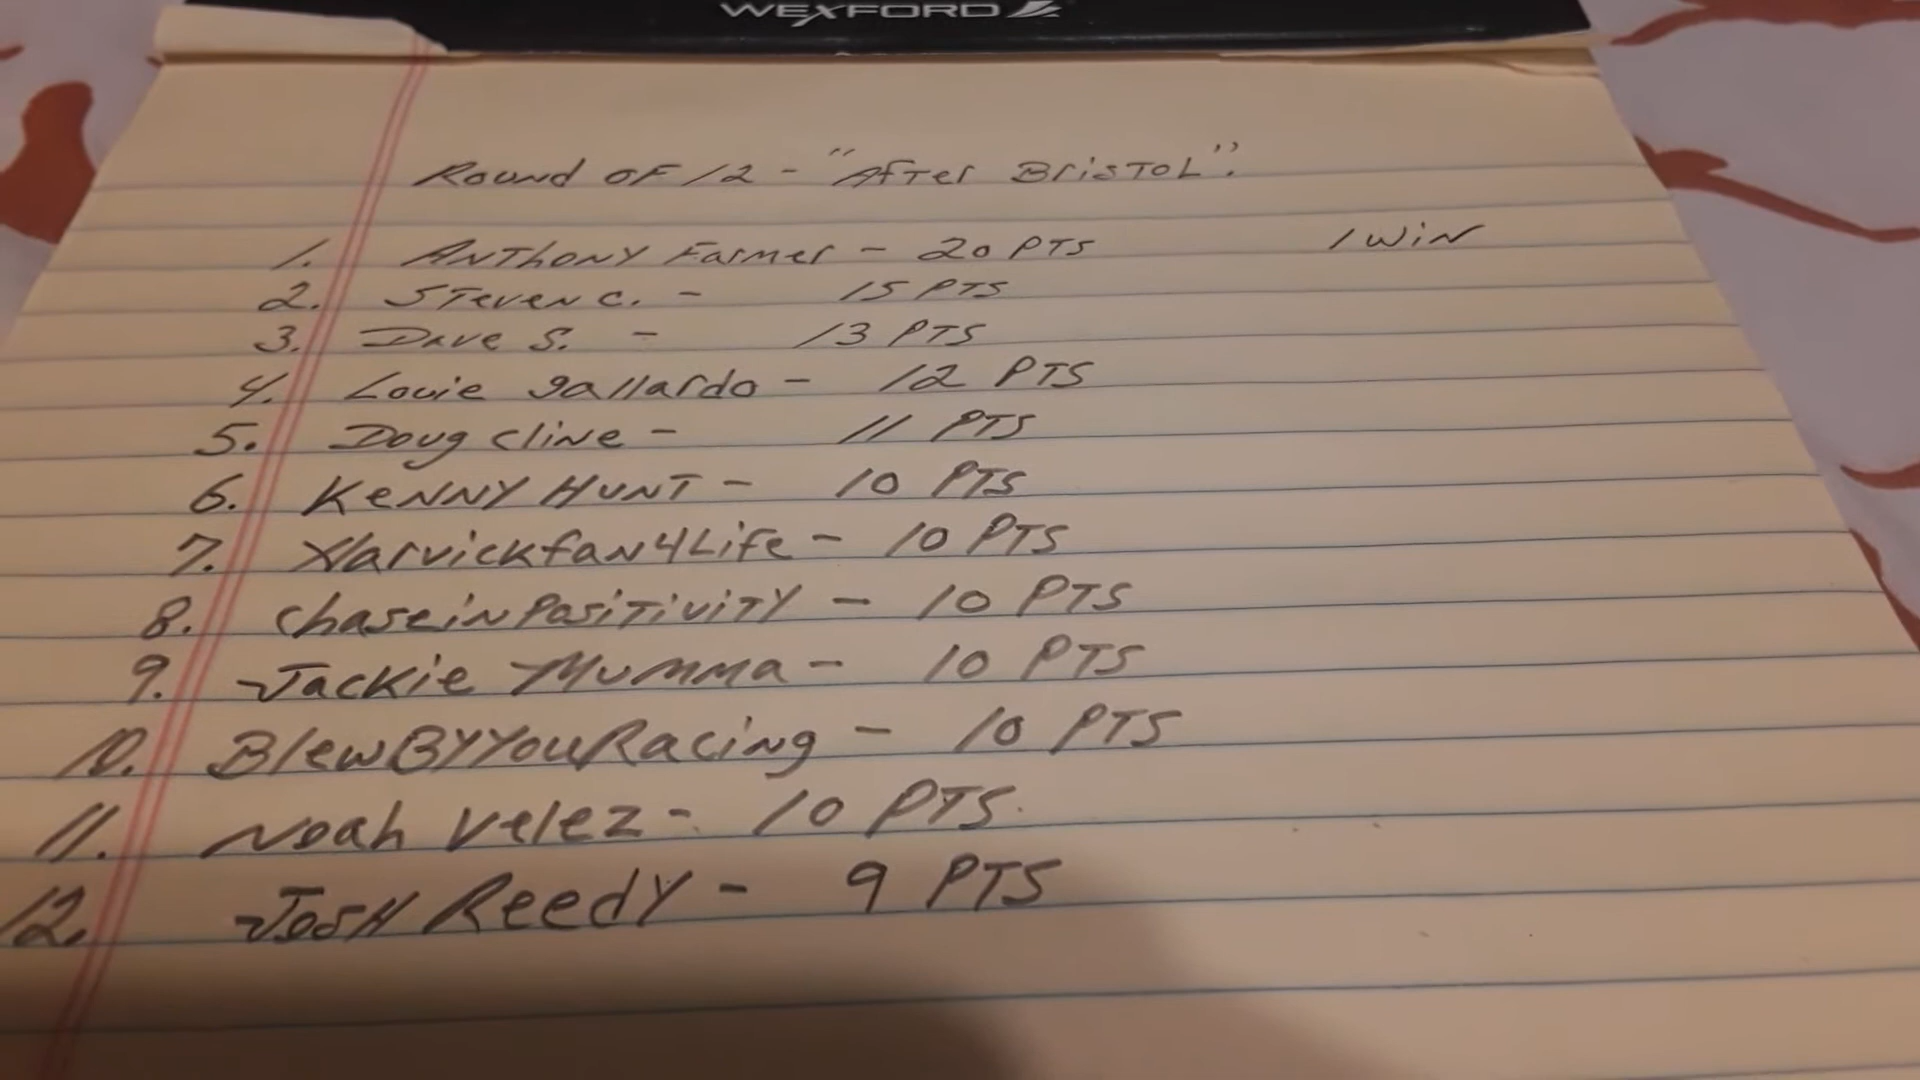 WEXFORD
Round of 12 - "After Bristol".
1. Anthony Farmer - 20 PTS 1 WIN
2. Steven C. - 15 PTS
3. Dave S. - 13 PTS
4. Louie gallardo - 12 PTS
5. Doug Cline - 11 PTS
6. Kenny Hunt - 10 PTS
7. Xharvickfan4Life - 10 PTS
8. ChaseinPositivity - 10 PTS
9. Jackie Mumma - 10 PTS
10. BlewByYouRacing - 10 PTS
11. Noah Velez - 10 PTS
12. Josh Reedy - 9 PTS